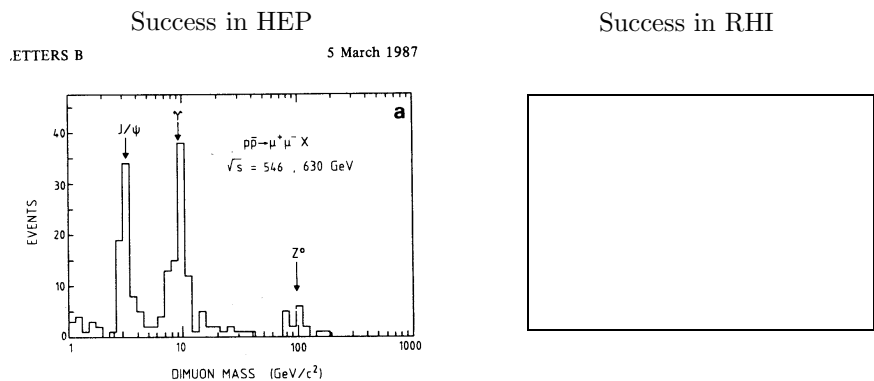 Success in HEP
Success in RHI
ETTERS B
5 March 1987
a
J/ψ
Υ
pp̄→μ⁺μ⁻ X
√s = 546 , 630 GeV
Z°
EVENTS
40
30
20
10
0
1
10
100
1000
DIMUON MASS (GeV/c²)